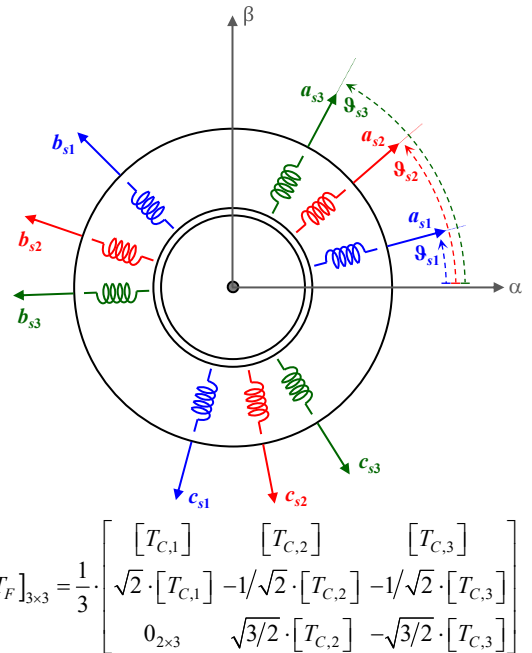 β
a_{s3}
ϑ_{s3}
a_{s2}
b_{s1}
ϑ_{s2}
a_{s1}
b_{s2}
ϑ_{s1}
α
b_{s3}
c_{s3}
c_{s1}
c_{s2}
T_F]_{3×3} = \frac{1}{3} · [ [T_{C,1}] [T_{C,2}] [T_{C,3}]
√2 · [T_{C,1}] −1/√2 · [T_{C,2}] −1/√2 · [T_{C,3}]
0_{2×3} √{3/2} · [T_{C,2}] −√{3/2} · [T_{C,3}] ]